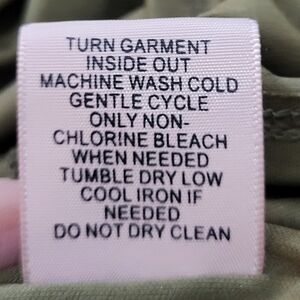 TURN GARMENT
INSIDE OUT
MACHINE WASH COLD
GENTLE CYCLE
ONLY NON-
CHLORINE BLEACH
WHEN NEEDED
TUMBLE DRY LOW
COOL IRON IF
NEEDED
DO NOT DRY CLEAN